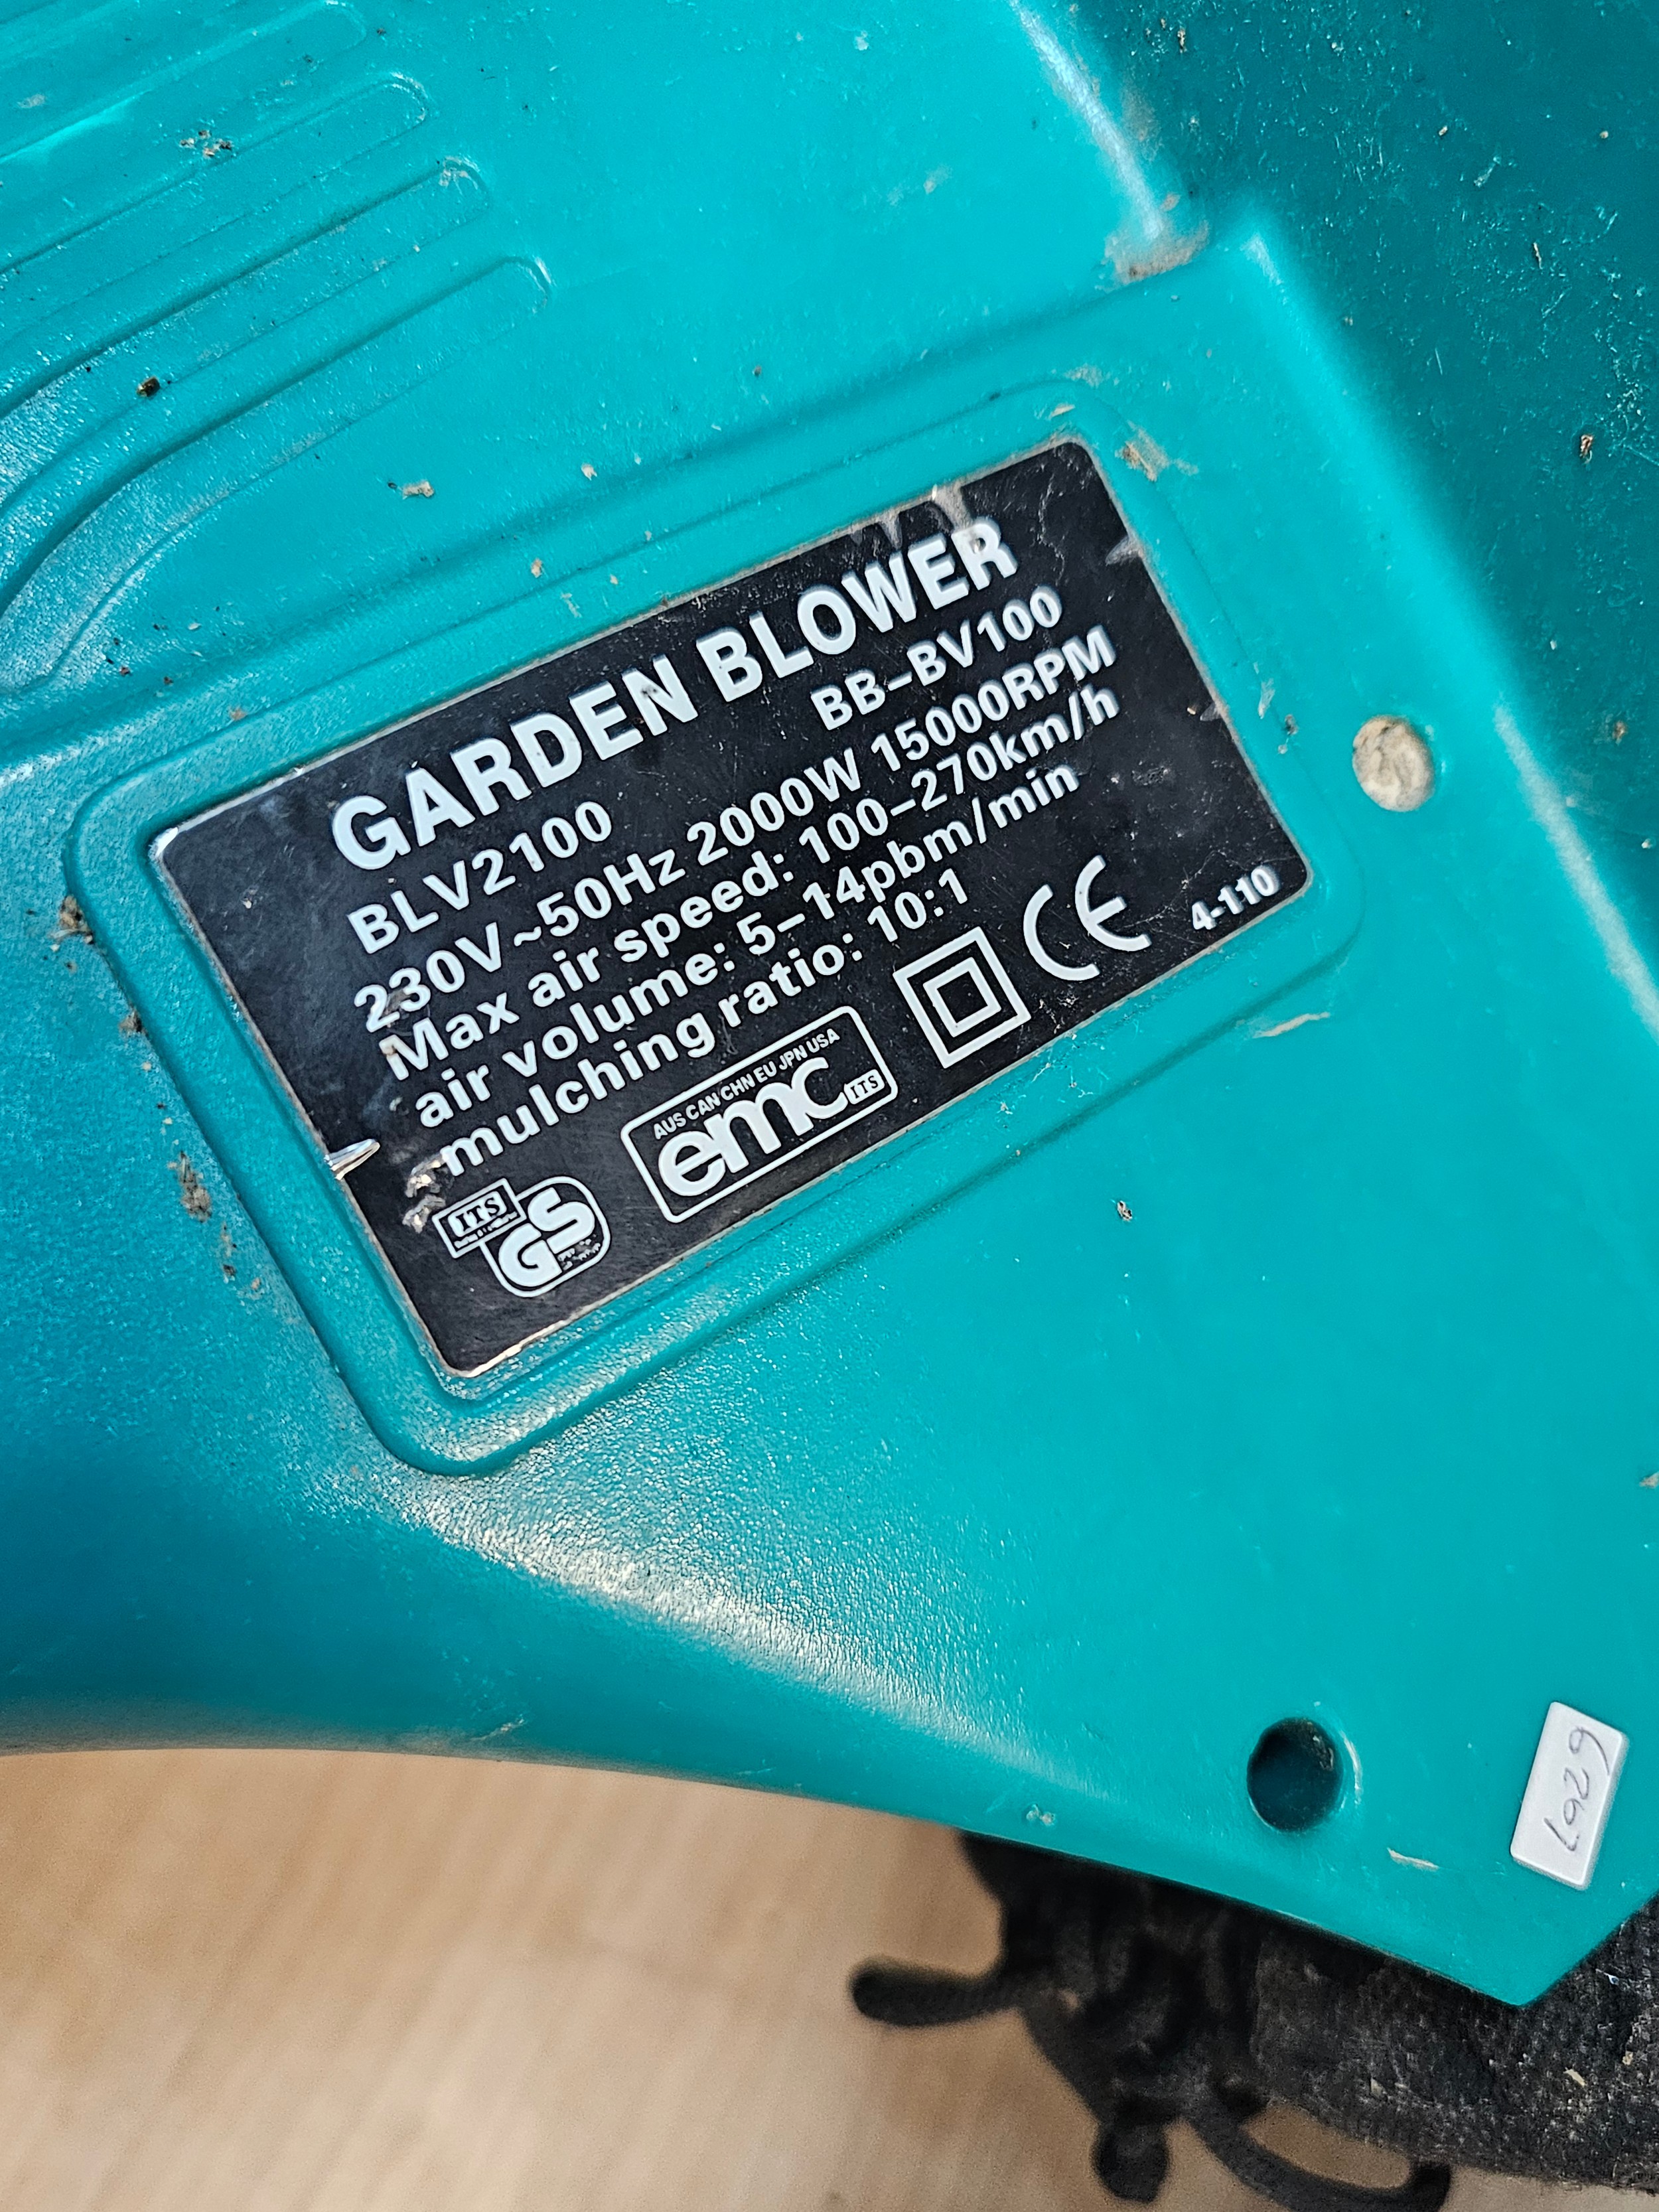 GARDEN BLOWER
BLV2100 BB-BV100
230V~50Hz 2000W 15000RPM
Max air speed: 100-270km/h
air volume: 5-14pbm/min
mulching ratio: 10:1
ITS
GS
AUS CAN CHN EU JPN USA
emc ITS
CE
4-110